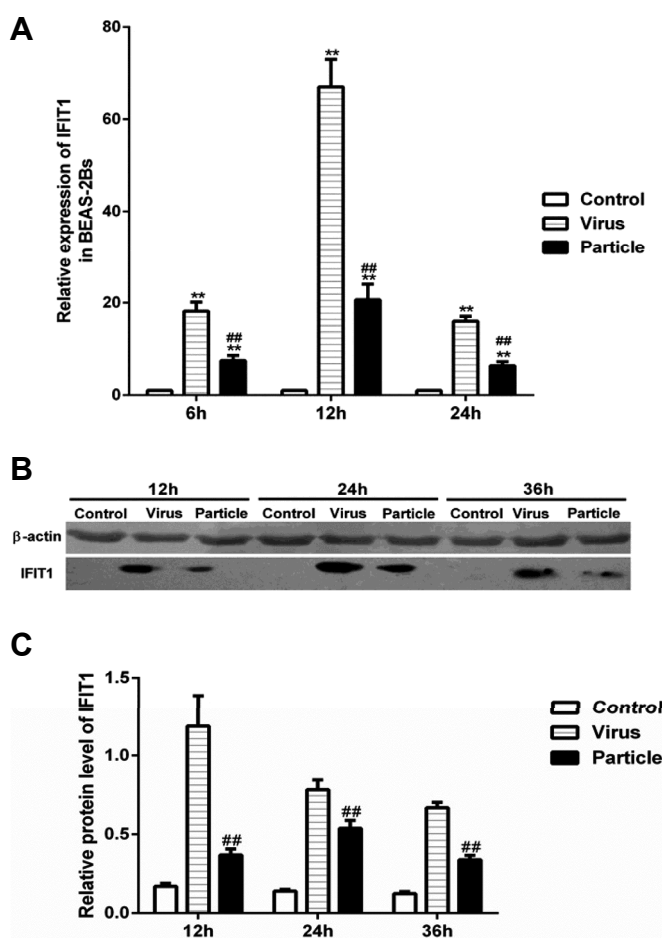 A
Relative expression of IFIT1
in BEAS-2Bs
80
60
40
20
0
**
**
**
##
**
##
**
##
**
6h
12h
24h
Control
Virus
Particle
B
12h
24h
36h
Control Virus Particle Control Virus Particle Control Virus Particle
β-actin
IFIT1
C
Relative protein level of IFIT1
1.5
1.0
0.5
0.0
##
##
##
12h
24h
36h
Control
Virus
Particle